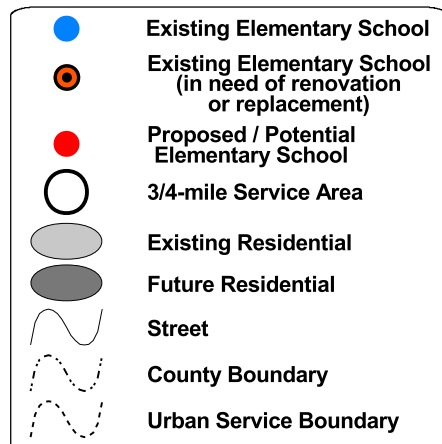 Existing Elementary School
Existing Elementary School
(in need of renovation
or replacement)
Proposed / Potential
Elementary School
3/4-mile Service Area
Existing Residential
Future Residential
Street
County Boundary
Urban Service Boundary